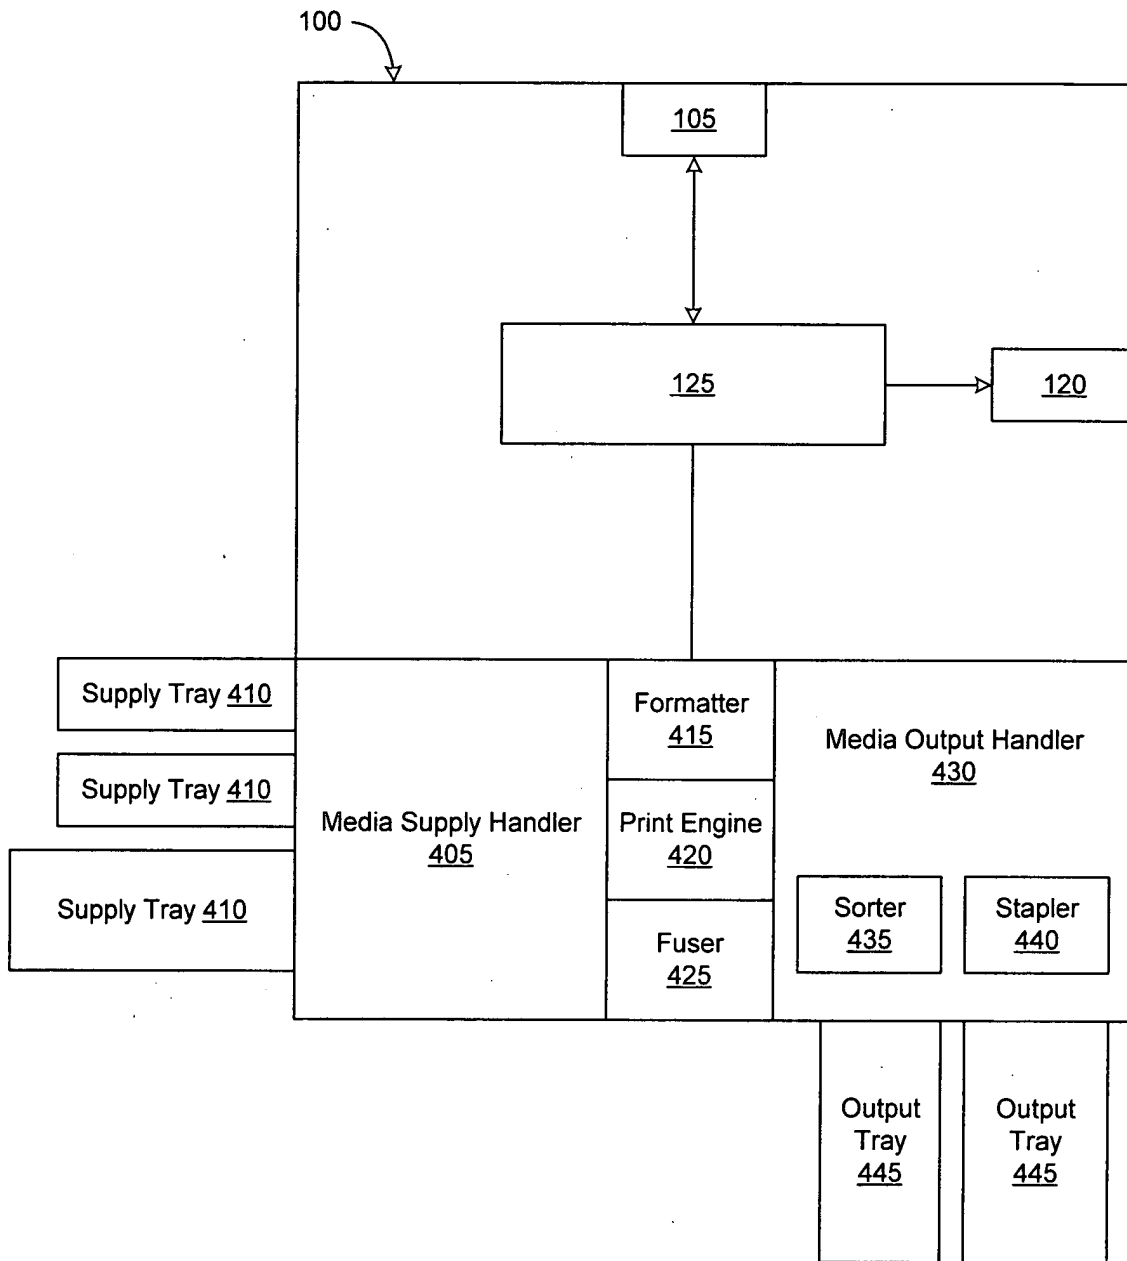 100
105
125
120
Supply Tray 410
Supply Tray 410
Supply Tray 410
Media Supply Handler
405
Formatter
415
Print Engine
420
Fuser
425
Media Output Handler
430
Sorter
435
Stapler
440
Output
Tray
445
Output
Tray
445